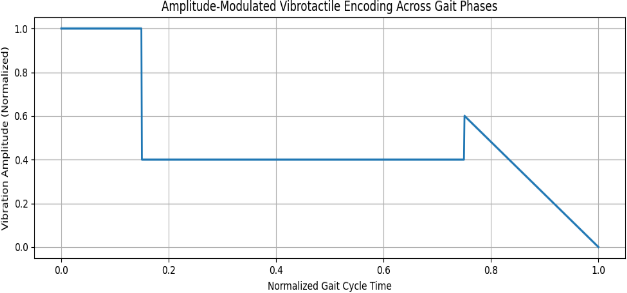 Amplitude-Modulated Vibrotactile Encoding Across Gait Phases
Vibration Amplitude (Normalized)
1.0
0.8
0.6
0.4
0.2
0.0
0.0 0.2 0.4 0.6 0.8 1.0
Normalized Gait Cycle Time